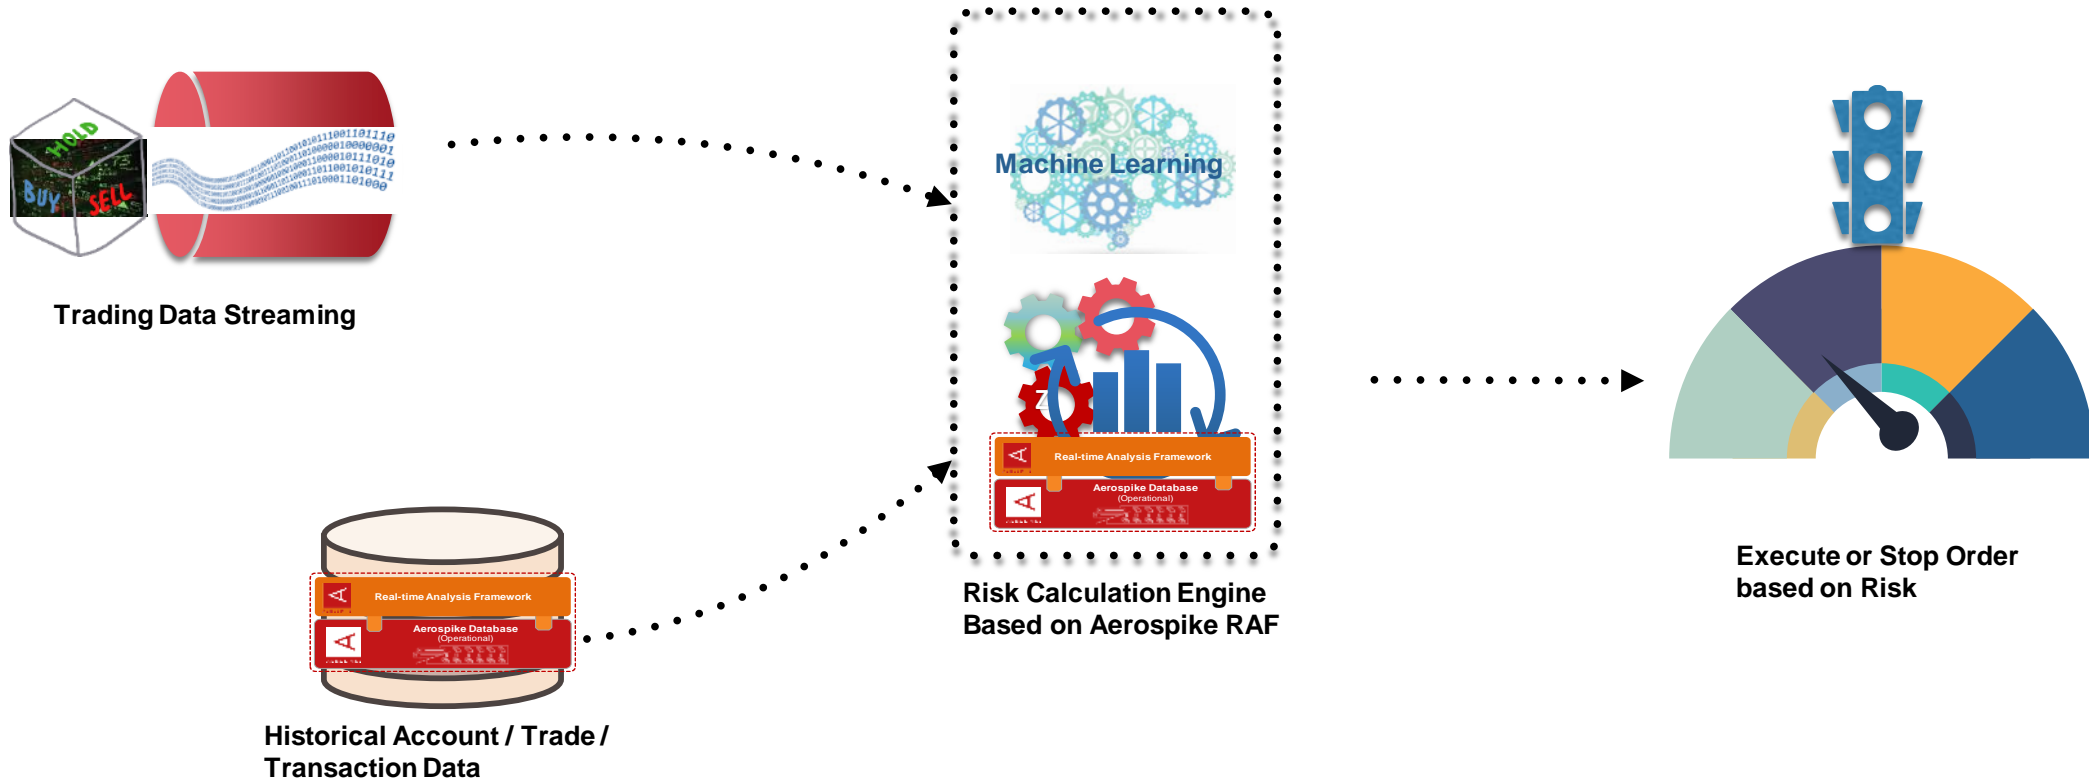 HOLD
BUY
SELL
Trading Data Streaming
Machine Learning
Real-time Analysis Framework
Aerospike Database
(Operational)
Risk Calculation Engine
Based on Aerospike RAF
Real-time Analysis Framework
Aerospike Database
(Operational)
Historical Account / Trade /
Transaction Data
Execute or Stop Order
based on Risk